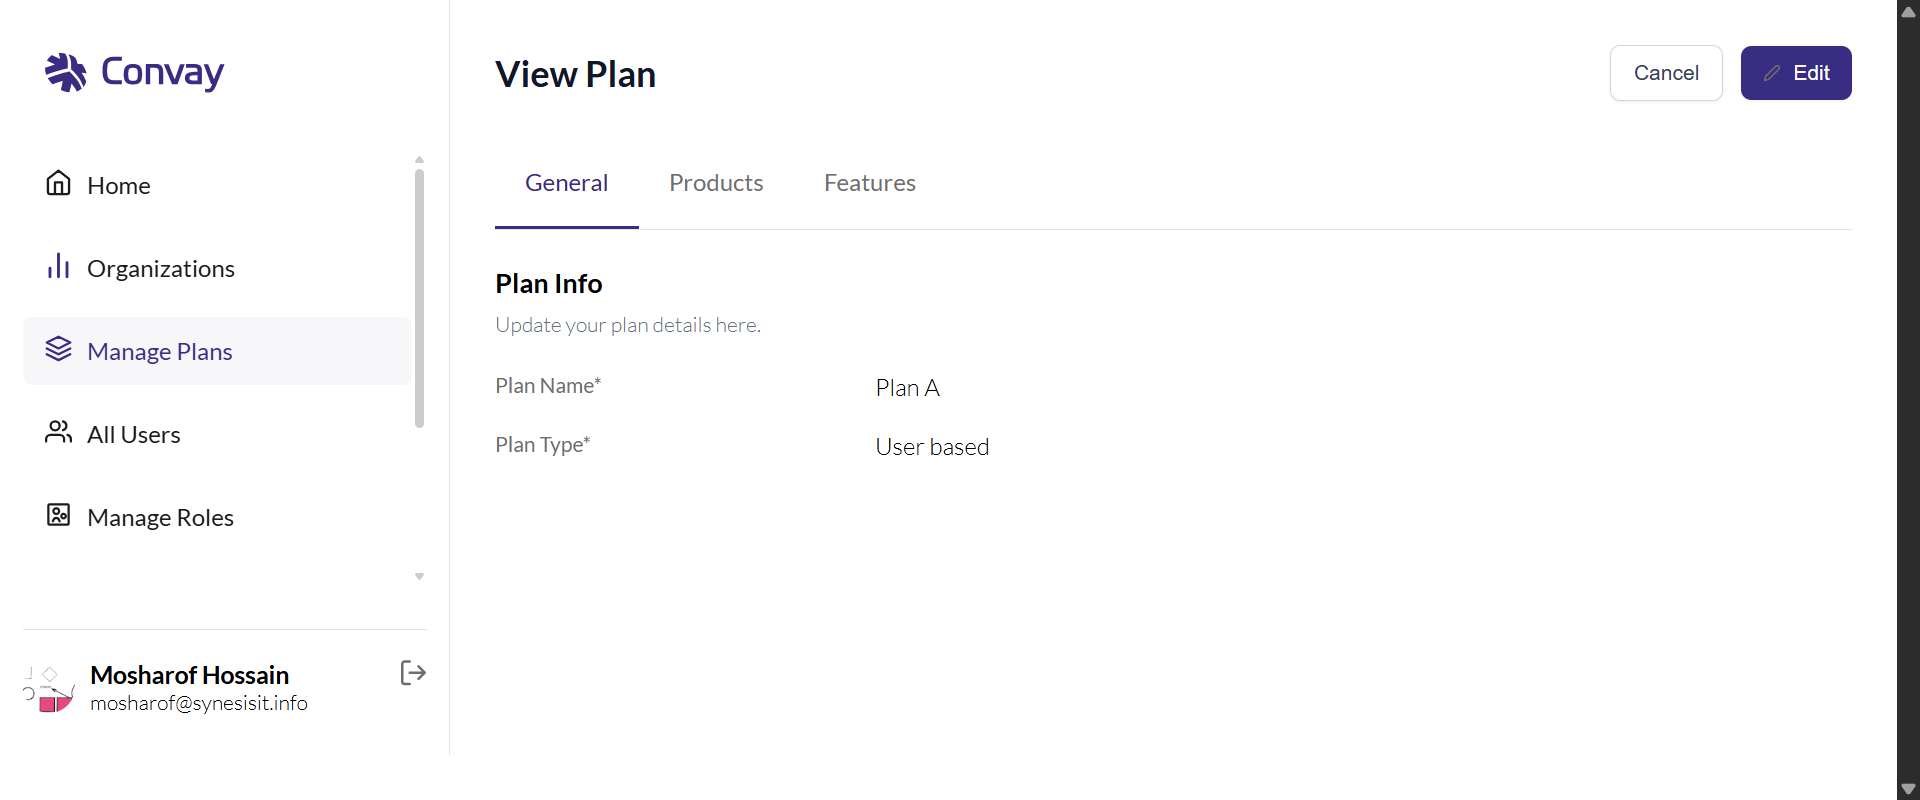 Convay
Home
Organizations
Manage Plans
All Users
Manage Roles
Mosharof Hossain
mosharof@synesisit.info
View Plan
Cancel
Edit
General
Products
Features
Plan Info
Update your plan details here.
Plan Name*
Plan A
Plan Type*
User based